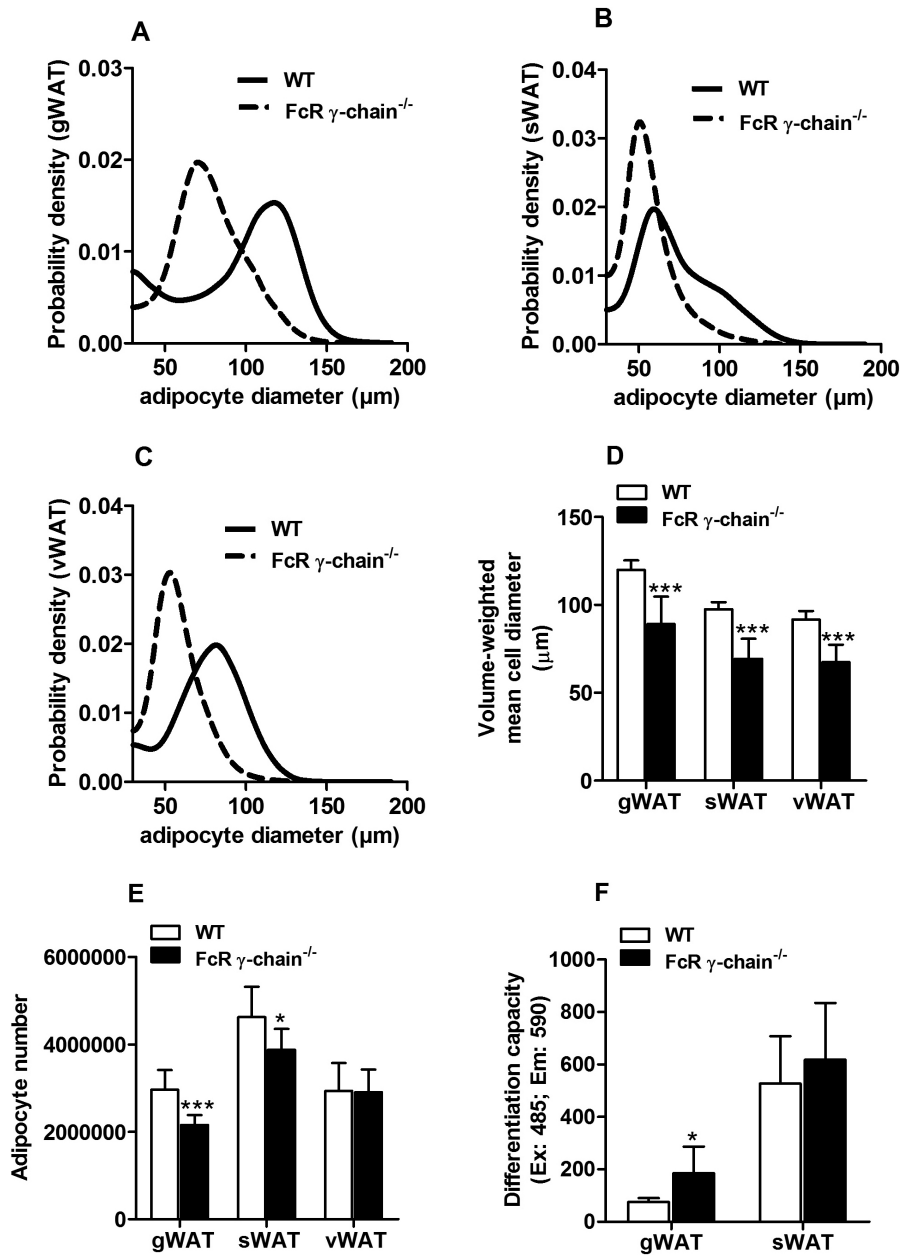 A
Probability density (gWAT)
0.03
0.02
0.01
0.00
WT
FcR γ-chain-/-
50 100 150 200
adipocyte diameter (μm)
B
Probability density (sWAT)
0.04
0.03
0.02
0.01
0.00
WT
FcR γ-chain-/-
50 100 150 200
adipocyte diameter (μm)
C
Probability density (vWAT)
0.04
0.03
0.02
0.01
0.00
WT
FcR γ-chain-/-
50 100 150 200
adipocyte diameter (μm)
D
WT
FcR γ-chain-/-
Volume-weighted
mean cell diameter
(μm)
150
100
50
0
***
***
***
gWAT sWAT vWAT
E
WT
FcR γ-chain-/-
Adipocyte number
6000000
4000000
2000000
0
***
*
gWAT sWAT vWAT
F
WT
FcR γ-chain-/-
Differentiation capacity
(Ex: 485; Em: 590)
1000
800
600
400
200
0
*
gWAT sWAT